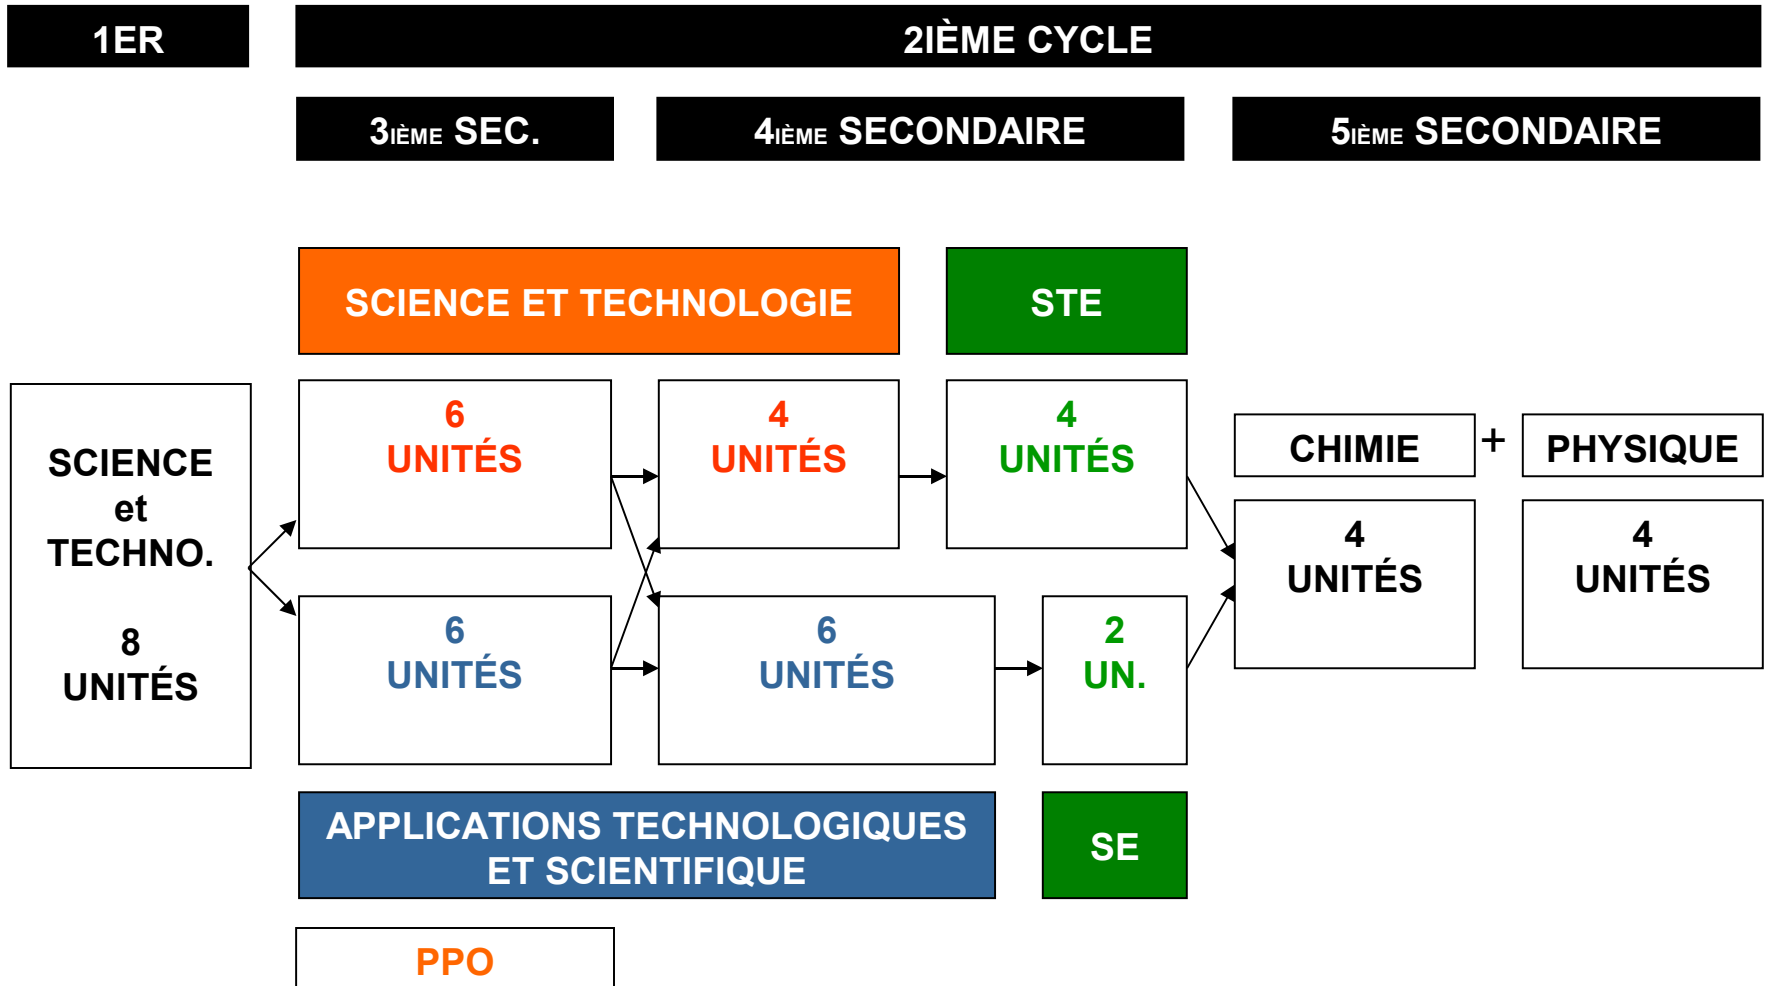 1ER
2IÈME CYCLE
3IÈME SEC.
4IÈME SECONDAIRE
5IÈME SECONDAIRE
SCIENCE ET TECHNOLOGIE
STE
SCIENCE
et
TECHNO.
8
UNITÉS
6
UNITÉS
4
UNITÉS
4
UNITÉS
CHIMIE
+
PHYSIQUE
4
UNITÉS
4
UNITÉS
6
UNITÉS
6
UNITÉS
2
UN.
APPLICATIONS TECHNOLOGIQUES
ET SCIENTIFIQUE
SE
PPO